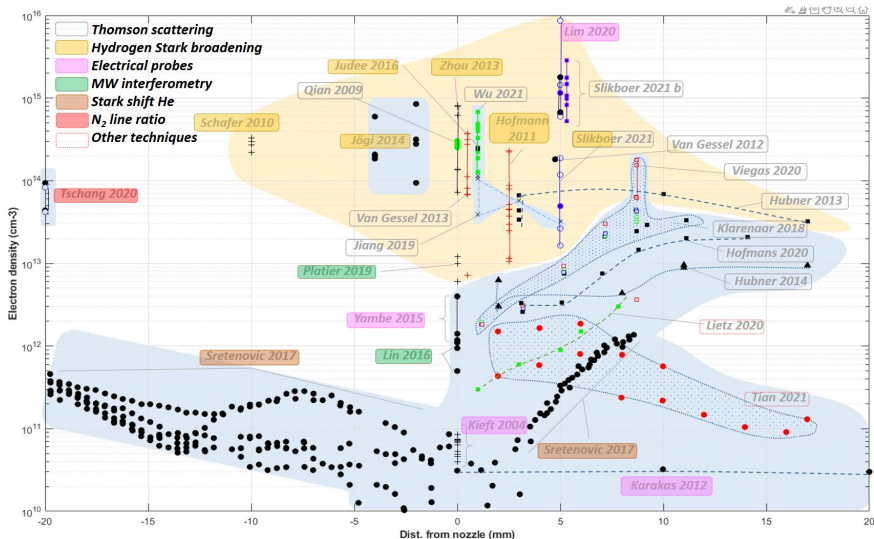 10^16
10^15
10^14
10^13
10^12
10^11
10^10
Electron density (cm-3)
Thomson scattering
Hydrogen Stark broadening
Electrical probes
MW interferometry
Stark shift He
N₂ line ratio
Other techniques
Lim 2020
Judee 2016
Zhou 2013
Qian 2009
Wu 2021
Slikboer 2021 b
Schafer 2010
Jögi 2014
Hofmann
2011
Slikboer 2021
Van Gessel 2012
Viegas 2020
Tschang 2020
Van Gessel 2013
Hubner 2013
Klarenaar 2018
Jiang 2019
Hofmans 2020
Platier 2019
Hubner 2014
Yambe 2015
Lietz 2020
Sretenovic 2017
Lin 2016
Tian 2021
Kieft 2004
Sretenovic 2017
Karakas 2012
-20 -15 -10 -5 0 5 10 15 20
Dist. from nozzle (mm)